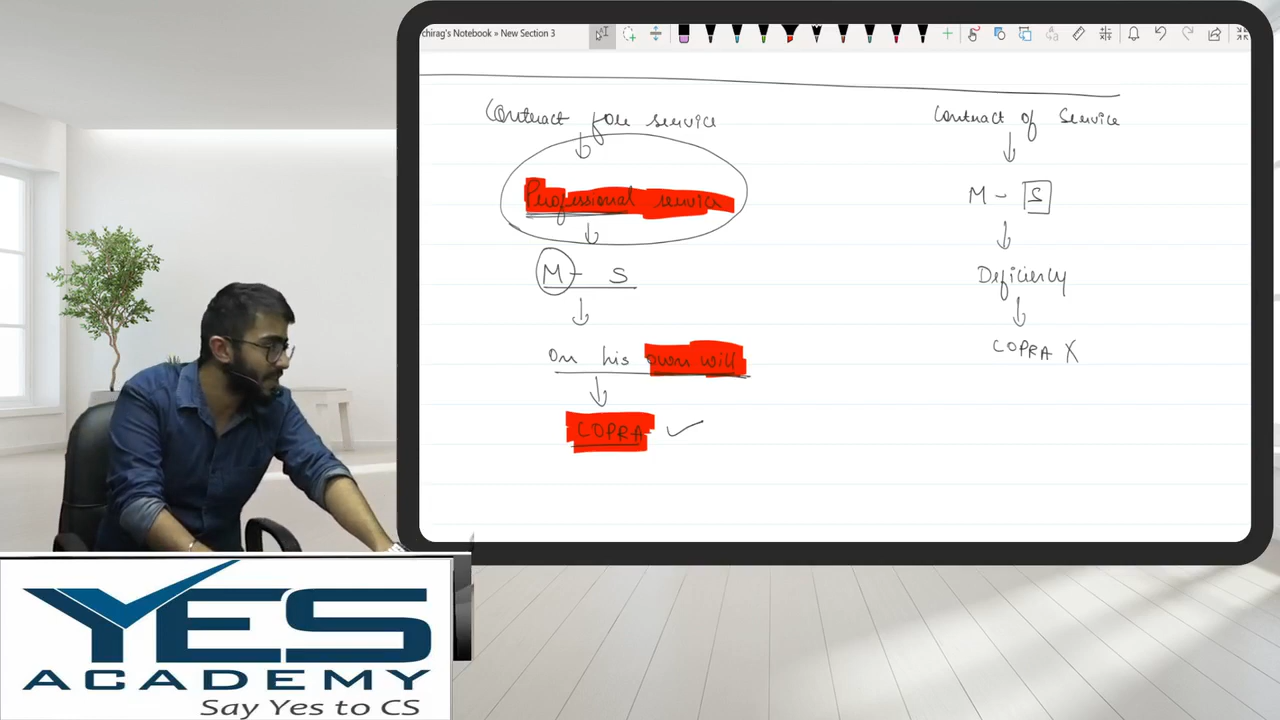 chirag's Notebook » New Section 3
Contract for service
Professional service
M - S
On his own will
COPRA
Contract of Service
M - S
Deficiency
COPRA X
YES
ACADEMY
Say Yes to CS